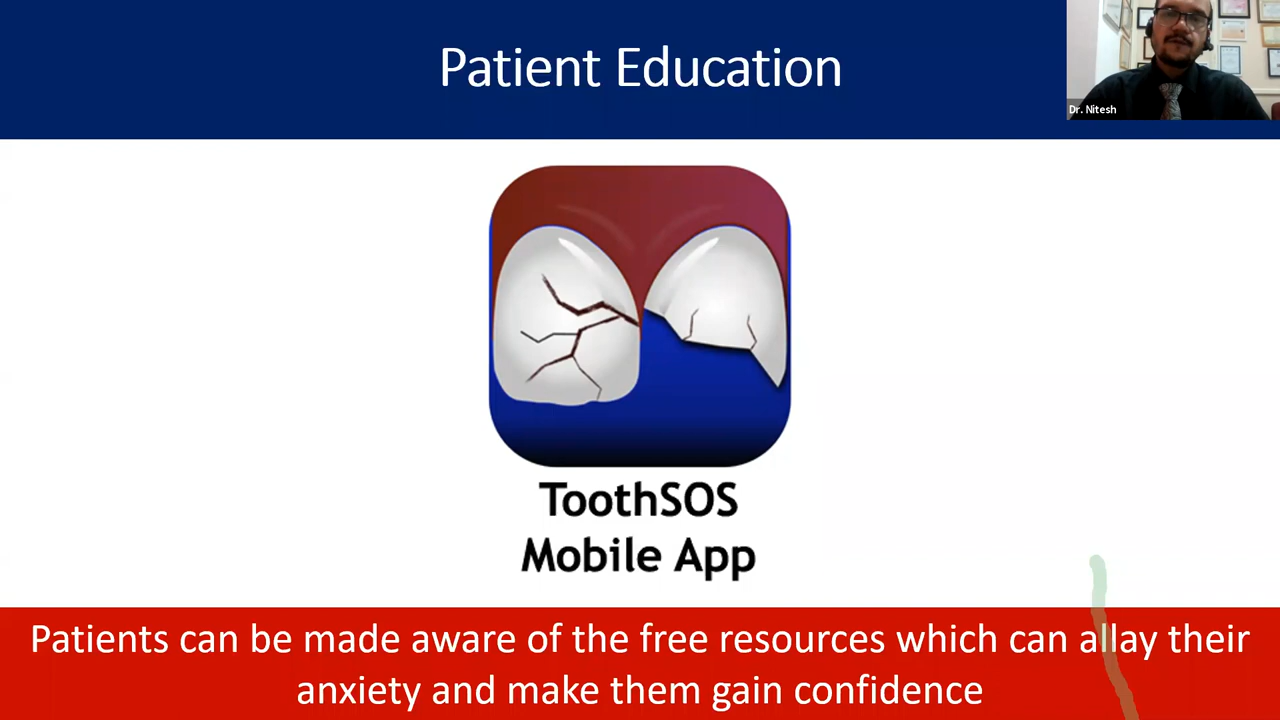 Patient Education
Dr. Nitesh
ToothSOS
Mobile App
Patients can be made aware of the free resources which can allay their
anxiety and make them gain confidence